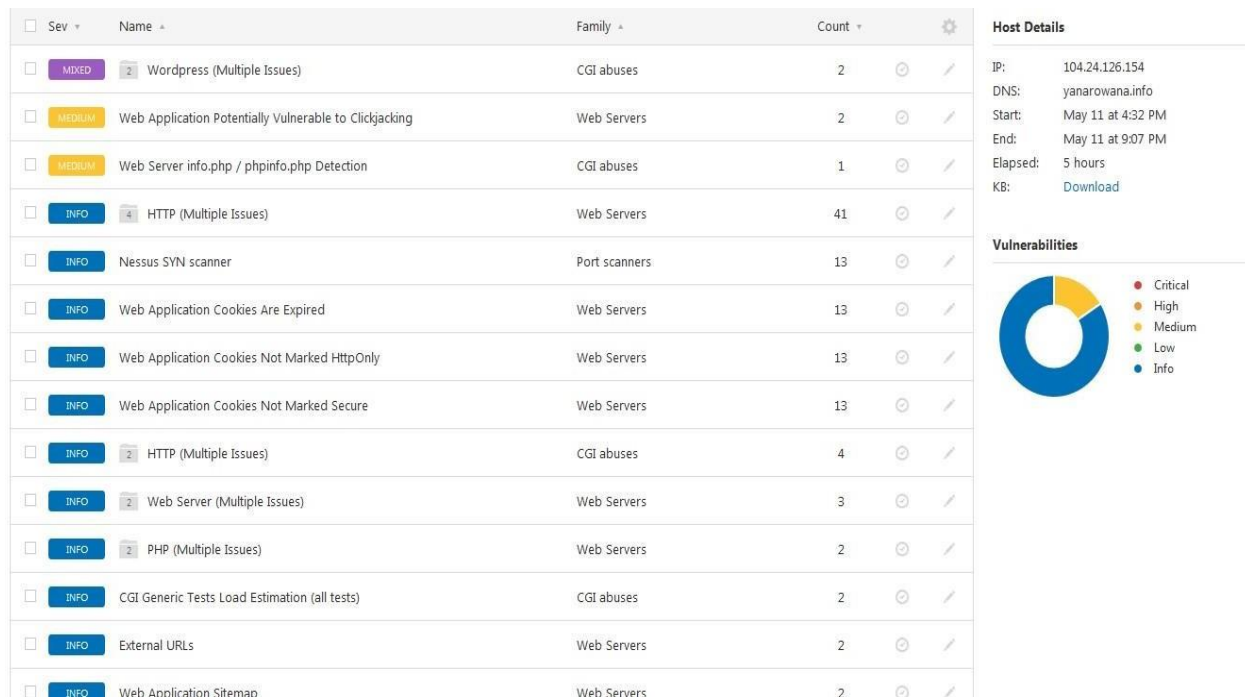 Sev Name Family Count
MIXED 2 Wordpress (Multiple Issues) CGI abuses 2
MEDIUM Web Application Potentially Vulnerable to Clickjacking Web Servers 2
MEDIUM Web Server info.php / phpinfo.php Detection CGI abuses 1
INFO 4 HTTP (Multiple Issues) Web Servers 41
INFO Nessus SYN scanner Port scanners 13
INFO Web Application Cookies Are Expired Web Servers 13
INFO Web Application Cookies Not Marked HttpOnly Web Servers 13
INFO Web Application Cookies Not Marked Secure Web Servers 13
INFO 2 HTTP (Multiple Issues) CGI abuses 4
INFO 2 Web Server (Multiple Issues) Web Servers 3
INFO 2 PHP (Multiple Issues) Web Servers 2
INFO CGI Generic Tests Load Estimation (all tests) CGI abuses 2
INFO External URLs Web Servers 2
INFO Web Application Sitemap Web Servers 2
Host Details
IP: 104.24.126.154
DNS: yanarowana.info
Start: May 11 at 4:32 PM
End: May 11 at 9:07 PM
Elapsed: 5 hours
KB: Download
Vulnerabilities
Critical
High
Medium
Low
Info